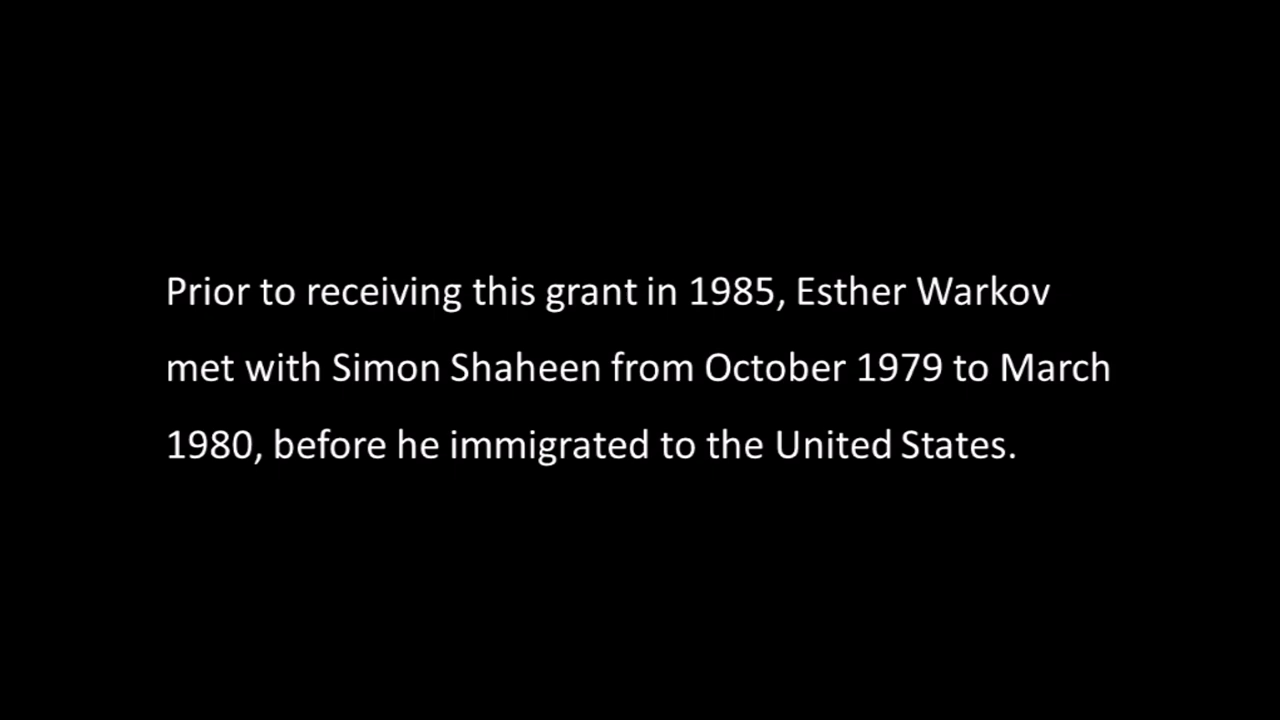 Prior to receiving this grant in 1985, Esther Warkov
met with Simon Shaheen from October 1979 to March
1980, before he immigrated to the United States.